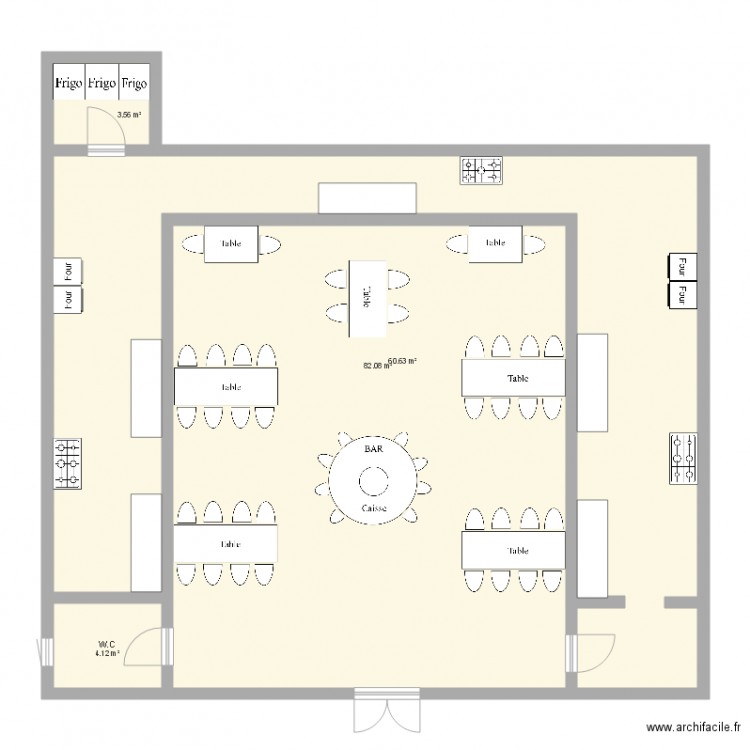 Frigo Frigo Frigo
3.56 m²
Table
Table
Four
Four
Table
Four
Four
60.63 m²
82.08 m²
Table
Table
BAR
Caisse
Table
Table
W.C
4.12 m²
www.archifacile.fr